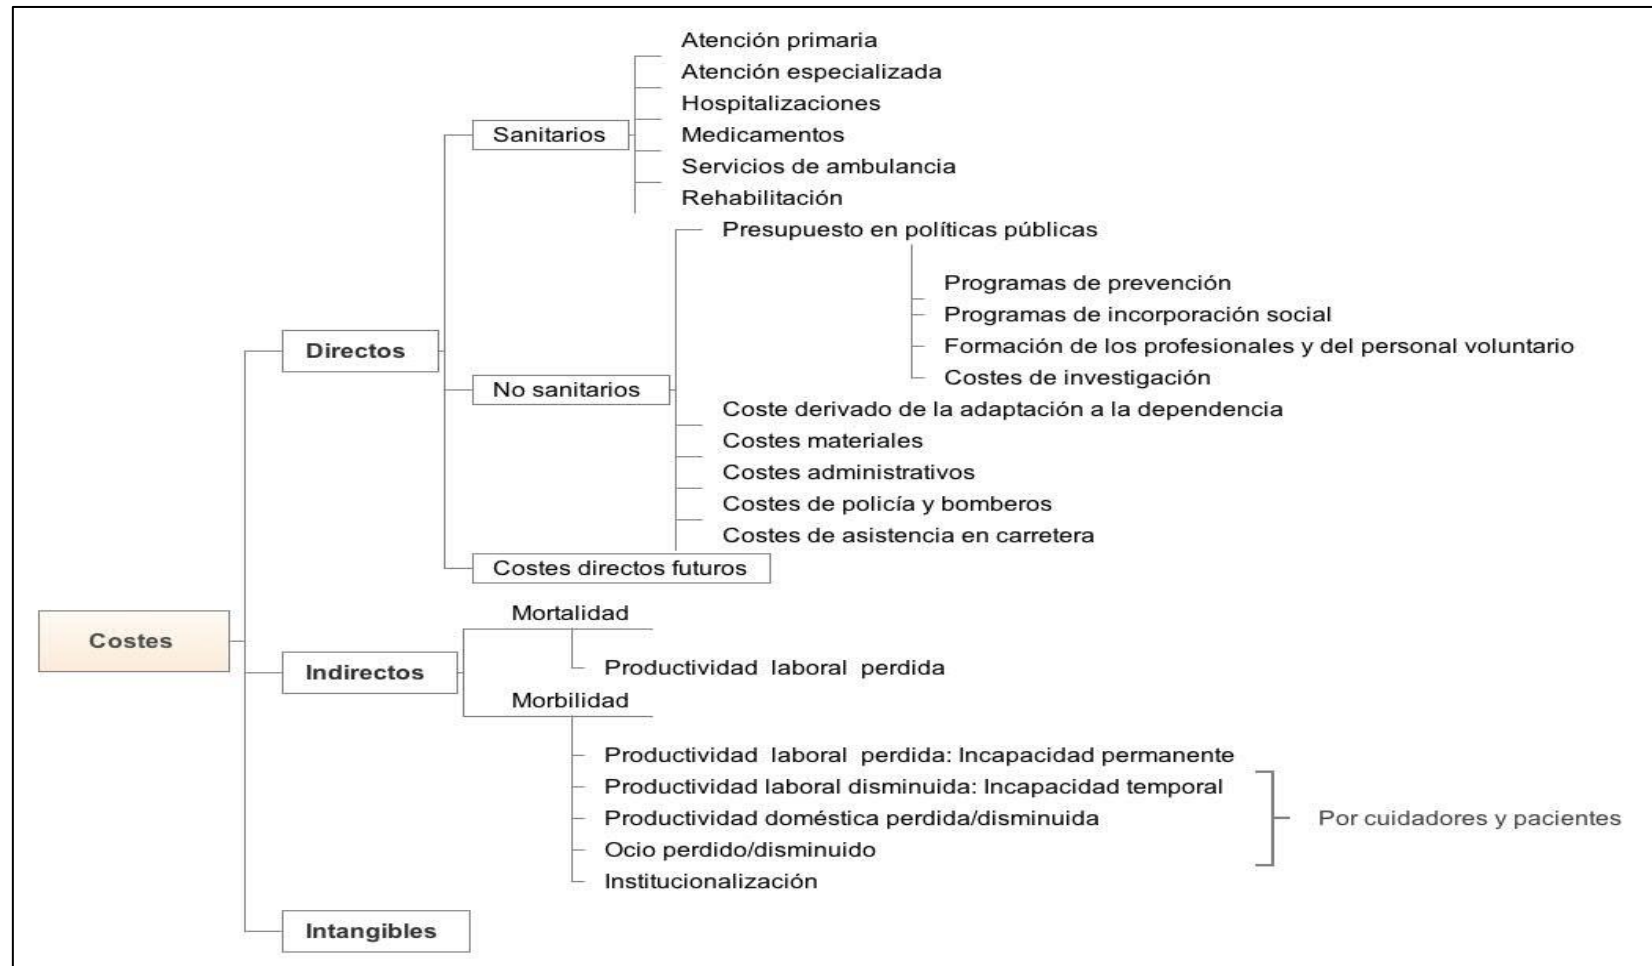 Atención primaria
Atención especializada
Hospitalizaciones
Sanitarios
Medicamentos
Servicios de ambulancia
Rehabilitación
Presupuesto en políticas públicas
Programas de prevención
Programas de incorporación social
Directos
Formación de los profesionales y del personal voluntario
Costes de investigación
No sanitarios
Coste derivado de la adaptación a la dependencia
Costes materiales
Costes administrativos
Costes de policía y bomberos
Costes de asistencia en carretera
Costes directos futuros
Mortalidad
Costes
Indirectos
Productividad laboral perdida
Morbilidad
Productividad laboral perdida: Incapacidad permanente
Productividad laboral disminuida: Incapacidad temporal
Productividad doméstica perdida/disminuida
Por cuidadores y pacientes
Ocio perdido/disminuido
Institucionalización
Intangibles